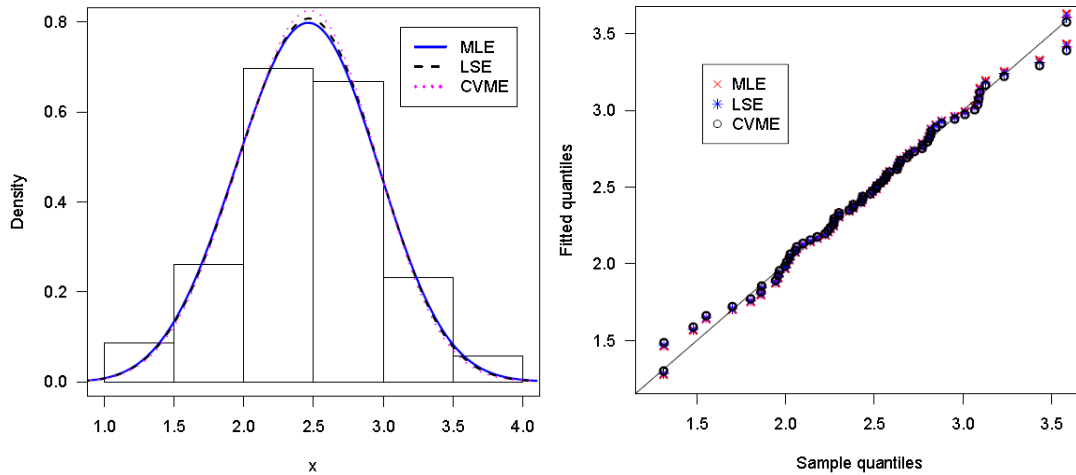 0.8
0.6
0.4
0.2
0.0
Density
1.0 1.5 2.0 2.5 3.0 3.5 4.0
x
MLE
LSE
CVME
3.5
3.0
2.5
2.0
1.5
Fitted quantiles
1.5 2.0 2.5 3.0 3.5
Sample quantiles
MLE
LSE
CVME